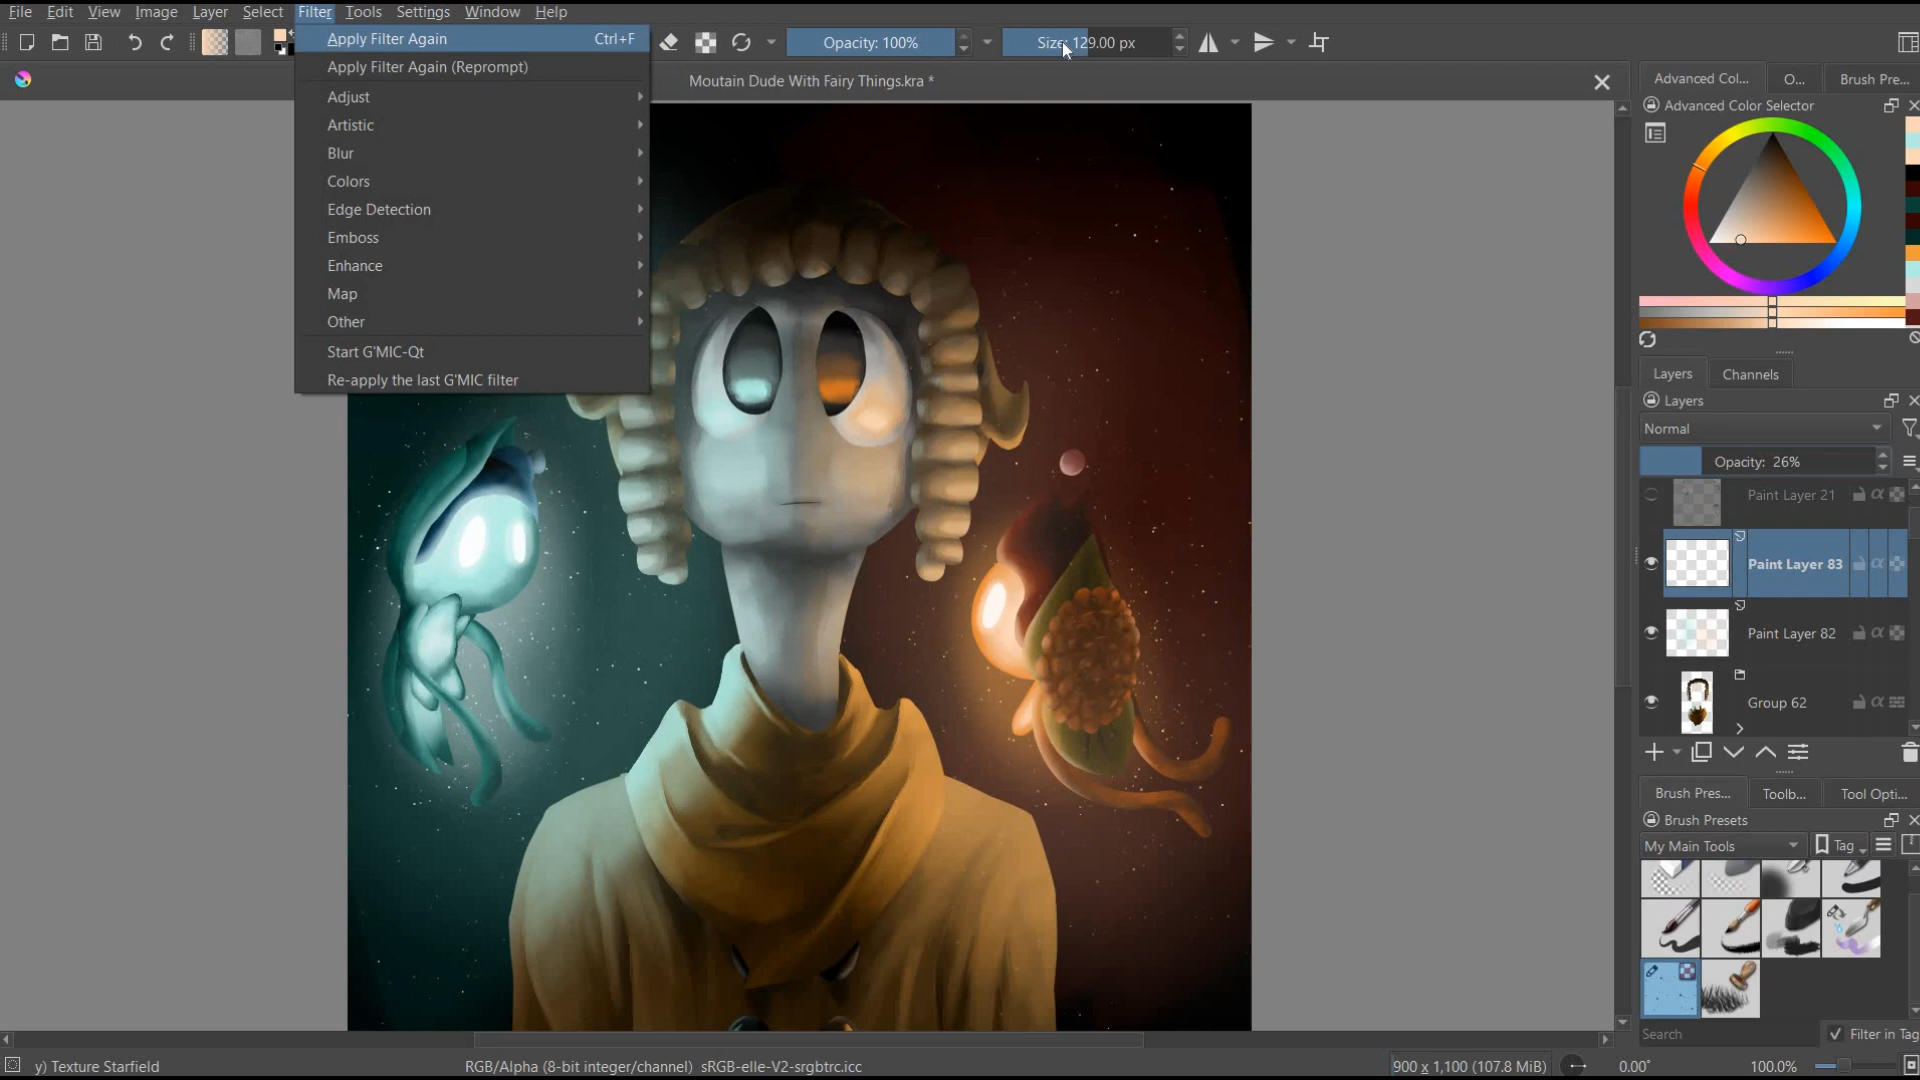 File Edit View Image Layer Select Filter Tools Settings Window Help
Apply Filter Again Ctrl+F
Apply Filter Again (Reprompt)
Adjust
Artistic
Blur
Colors
Edge Detection
Emboss
Enhance
Map
Other
Start G'MIC-Qt
Re-apply the last G'MIC filter
Opacity: 100%
Size: 129.00 px
Moutain Dude With Fairy Things.kra *
Advanced Col... O... Brush Pre...
Advanced Color Selector
Layers Channels
Layers
Normal
Opacity: 26%
Paint Layer 21
Paint Layer 83
Paint Layer 82
Group 62
Brush Pres... Toolb... Tool Opti...
Brush Presets
My Main Tools Tag
Search Filter in Tag
y) Texture Starfield RGB/Alpha (8-bit integer/channel) sRGB-elle-V2-srgbtrc.icc 900 x 1,100 (107.8 MiB) 0.00° 100.0%